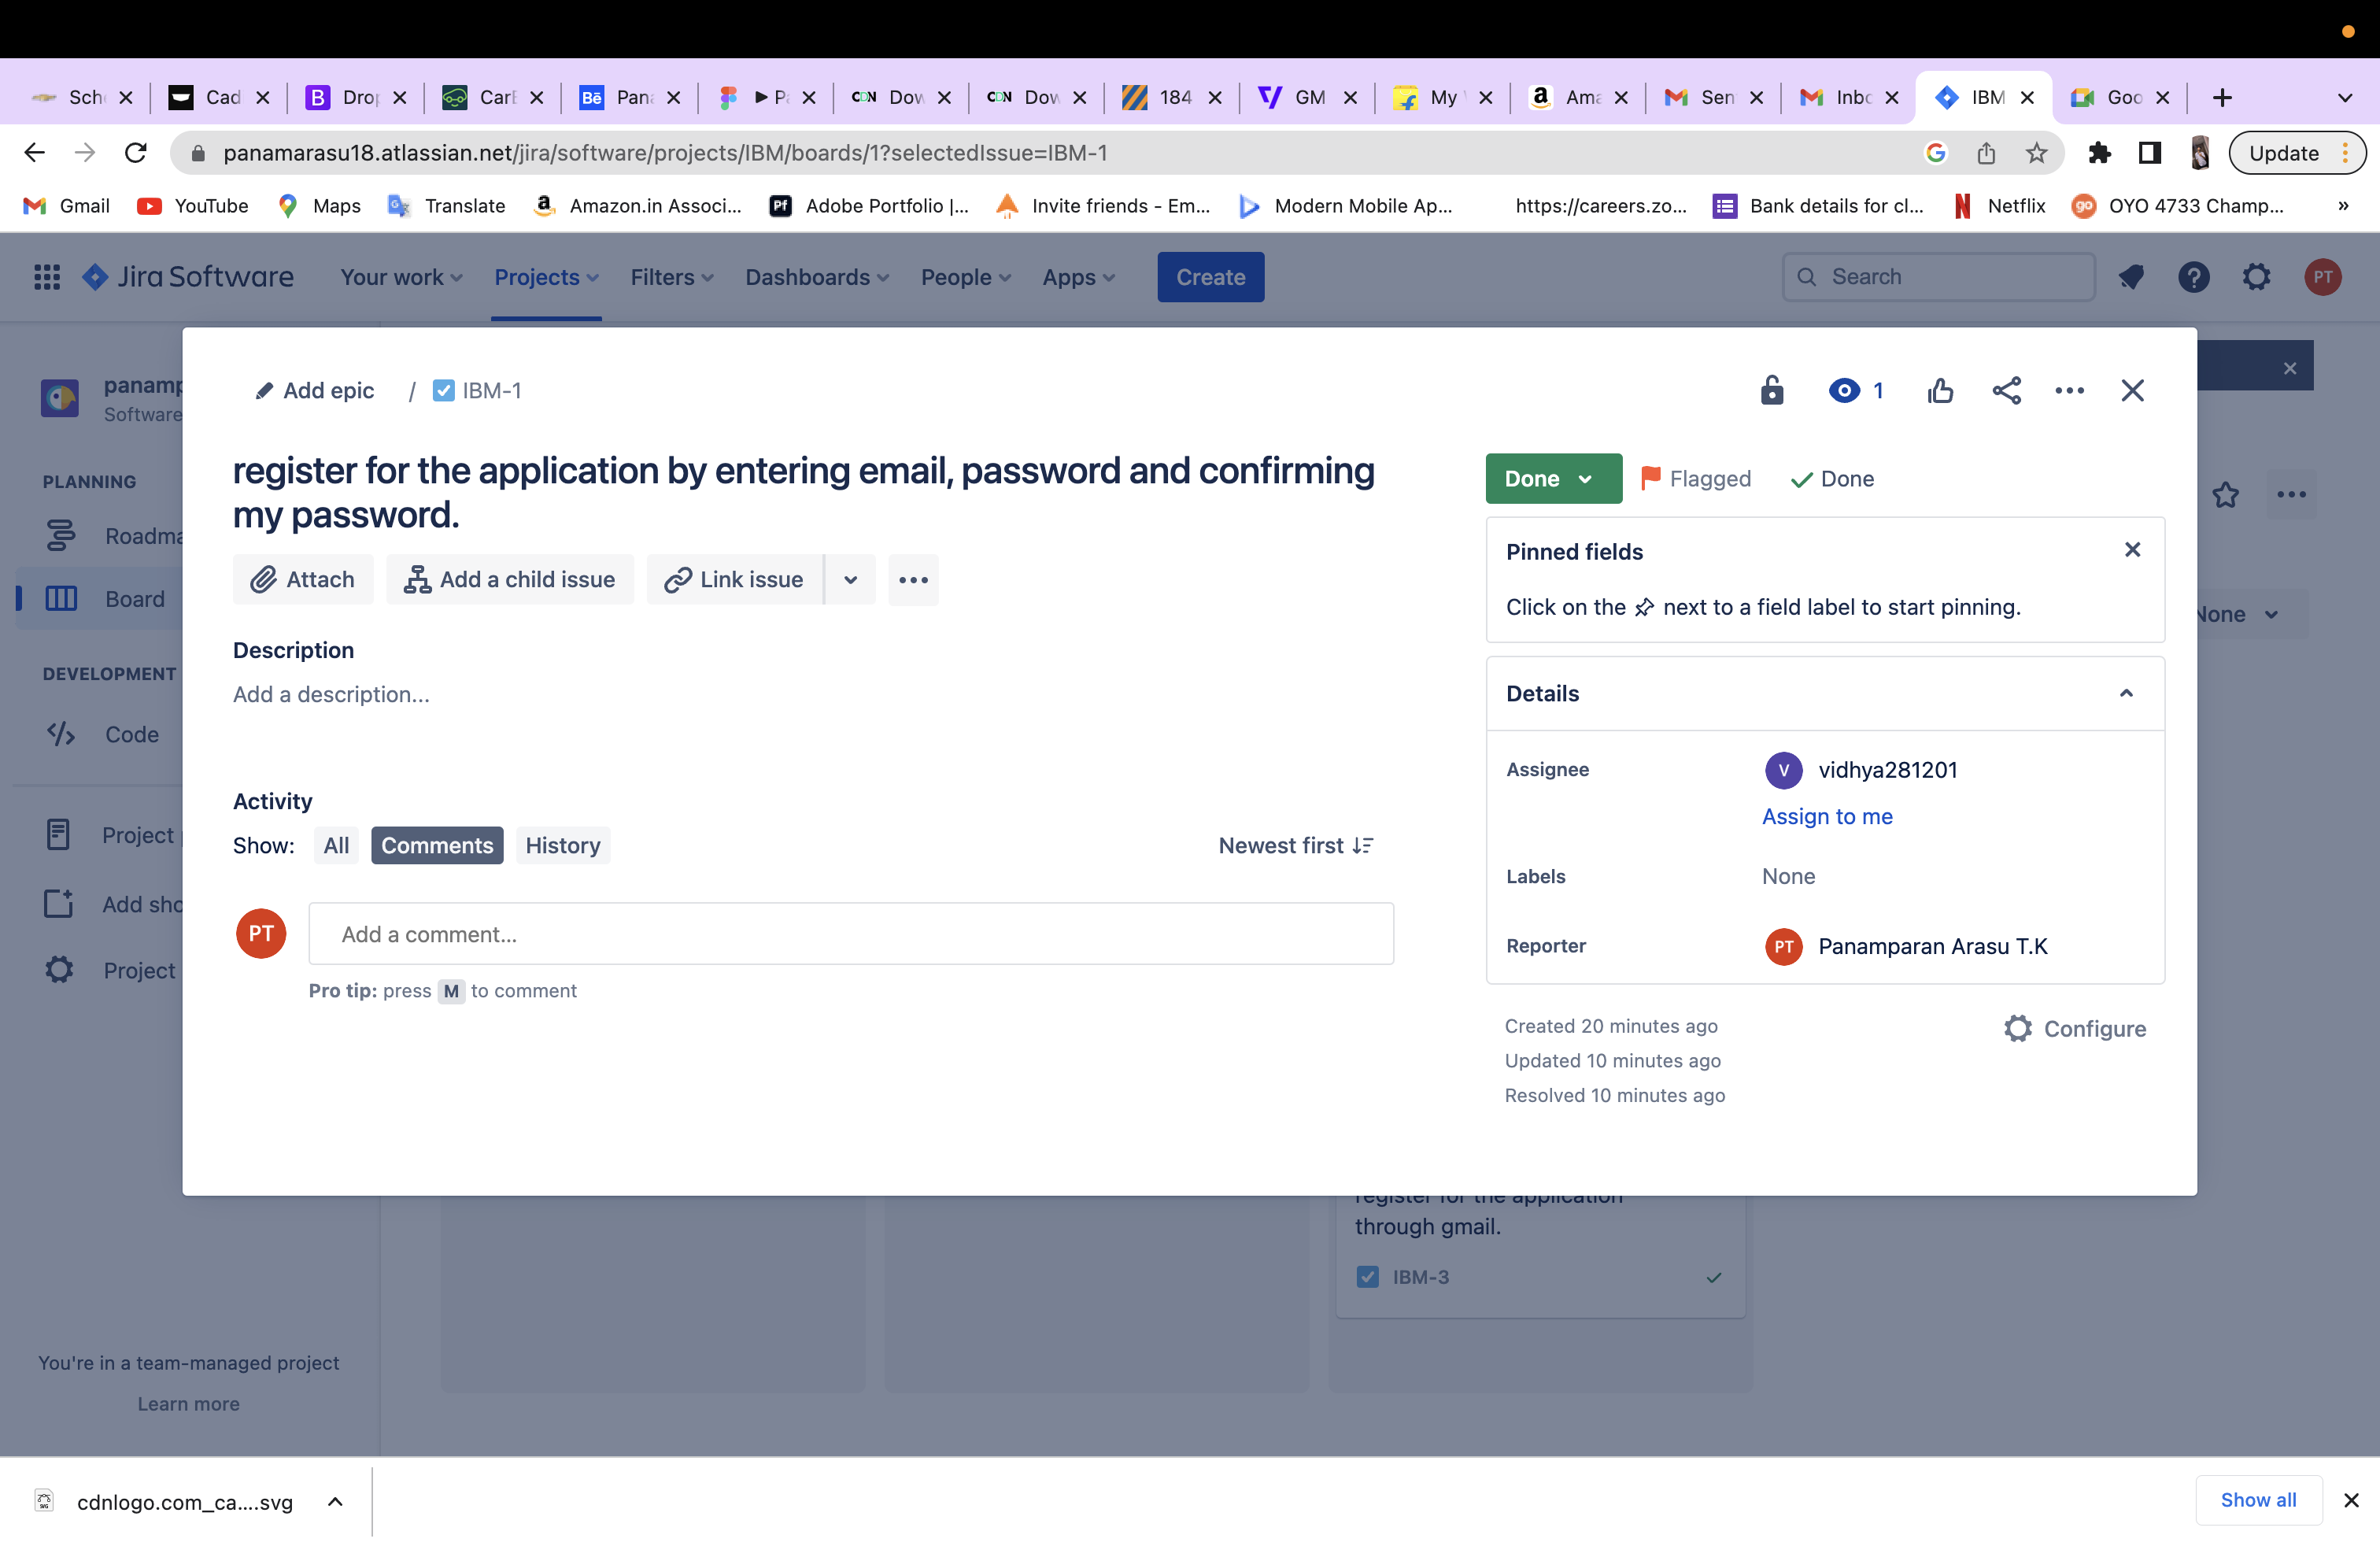 Sch Cad Drop CarE Pana Pa Dow Dow 184 GM My Ama Sen Inbo IBM Goo
panamarasu18.atlassian.net/jira/software/projects/IBM/boards/1?selectedIssue=IBM-1 Update
Gmail YouTube Maps Translate Amazon.in Associ... Adobe Portfolio |... Invite friends - Em... Modern Mobile Ap... https://careers.zo... Bank details for cl... Netflix OYO 4733 Champ... »
Jira Software Your work Projects Filters Dashboards People Apps Create Search PT
panamp
Software
PLANNING
Roadma
Board
DEVELOPMENT
Code
Project
Add sho
Project
You're in a team-managed project
Learn more
Add epic / IBM-1
1
register for the application by entering email, password and confirming
my password.
Attach Add a child issue Link issue
Description
Add a description...
Activity
Show: All Comments History Newest first
PT Add a comment...
Pro tip: press M to comment
Done Flagged Done
Pinned fields
Click on the next to a field label to start pinning.
None
Details
Assignee V vidhya281201
Assign to me
Labels None
Reporter PT Panamparan Arasu T.K
Created 20 minutes ago Configure
Updated 10 minutes ago
Resolved 10 minutes ago
register for the application
through gmail.
IBM-3
cdnlogo.com_ca....svg Show all